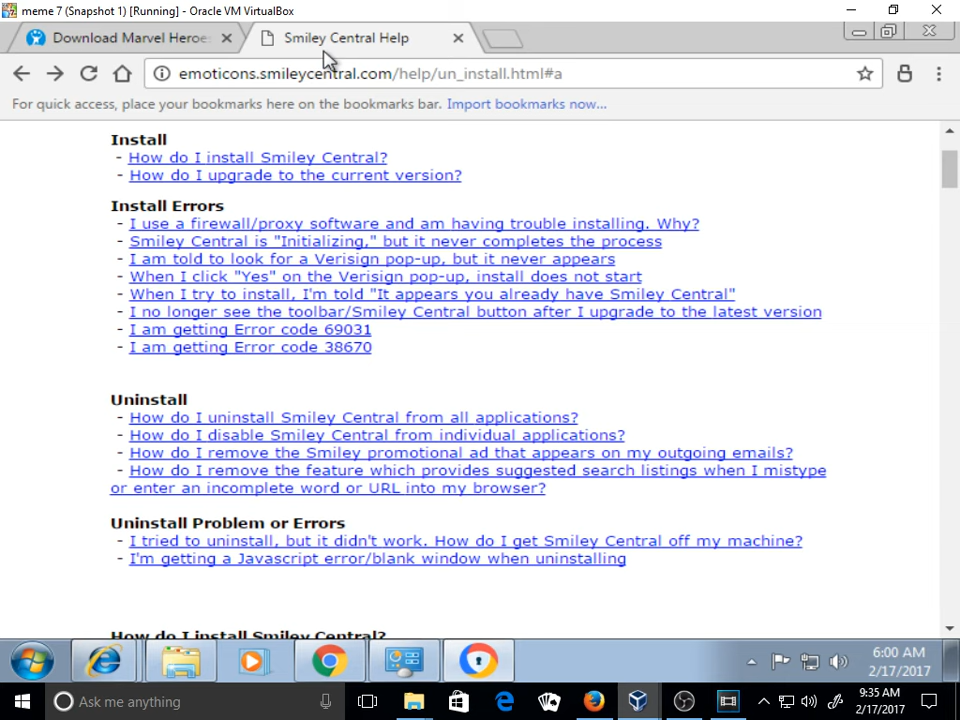 meme 7 (Snapshot 1) [Running] - Oracle VM VirtualBox
Download Marvel Heroes
Smiley Central Help
emoticons.smileycentral.com/help/un_install.html#a
For quick access, place your bookmarks here on the bookmarks bar. Import bookmarks now...
Install
- How do I install Smiley Central?
- How do I upgrade to the current version?
Install Errors
- I use a firewall/proxy software and am having trouble installing. Why?
- Smiley Central is "Initializing," but it never completes the process
- I am told to look for a Verisign pop-up, but it never appears
- When I click "Yes" on the Verisign pop-up, install does not start
- When I try to install, I'm told "It appears you already have Smiley Central"
- I no longer see the toolbar/Smiley Central button after I upgrade to the latest version
- I am getting Error code 69031
- I am getting Error code 38670
Uninstall
- How do I uninstall Smiley Central from all applications?
- How do I disable Smiley Central from individual applications?
- How do I remove the Smiley promotional ad that appears on my outgoing emails?
- How do I remove the feature which provides suggested search listings when I mistype
or enter an incomplete word or URL into my browser?
Uninstall Problem or Errors
- I tried to uninstall, but it didn't work. How do I get Smiley Central off my machine?
- I'm getting a Javascript error/blank window when uninstalling
How do I install Smiley Central?
6:00 AM
2/17/2017
Ask me anything
9:35 AM
2/17/2017